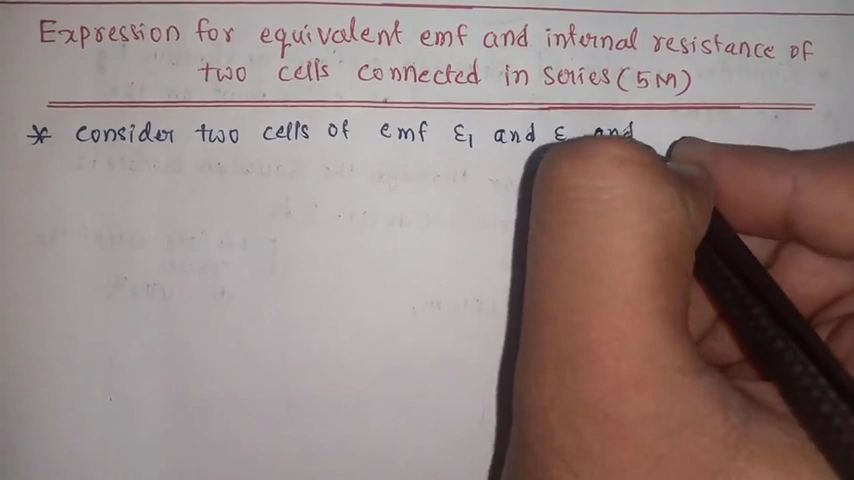 Expression for equivalent emf and internal resistance of
two cells connected in series (5M)
* Consider two cells of emf ε₁ and ε and